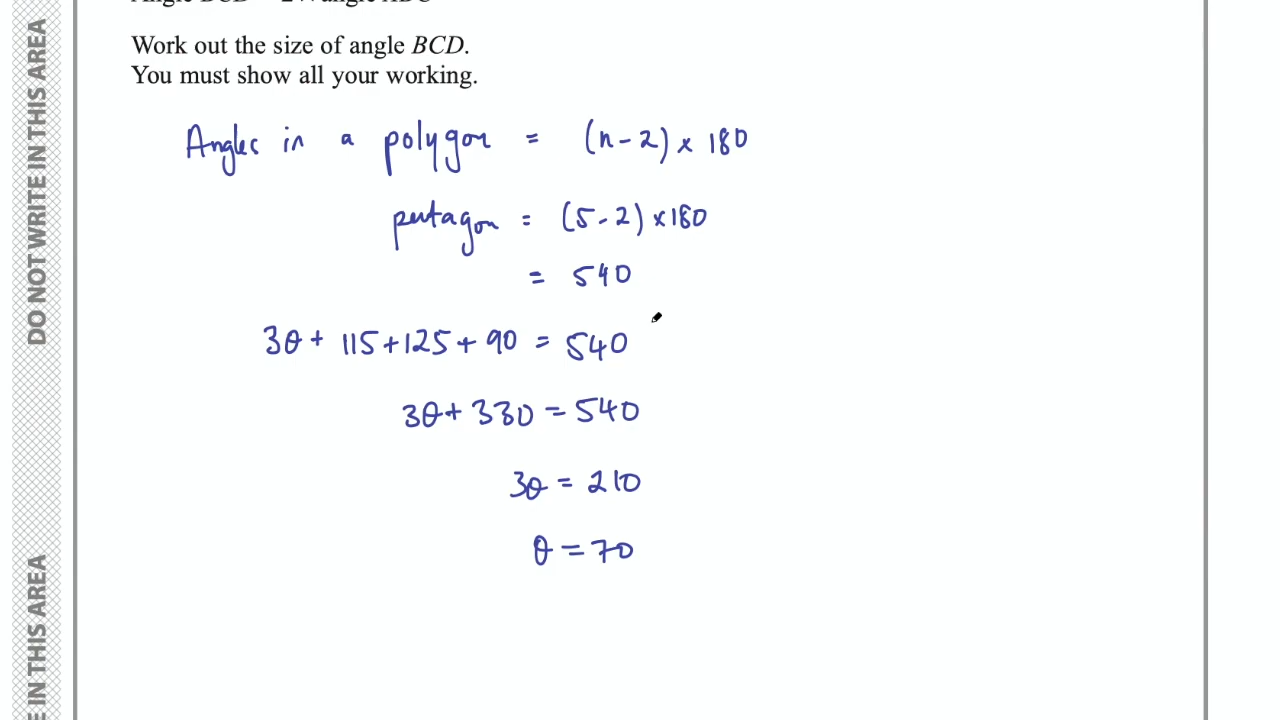 Work out the size of angle BCD.
You must show all your working.
Angles in a polygon = (n - 2) × 180
pentagon = (5 - 2) × 180
= 540
3θ + 115 + 125 + 90 = 540
3θ + 330 = 540
3θ = 210
θ = 70
DO NOT WRITE IN THIS AREA
E IN THIS AREA